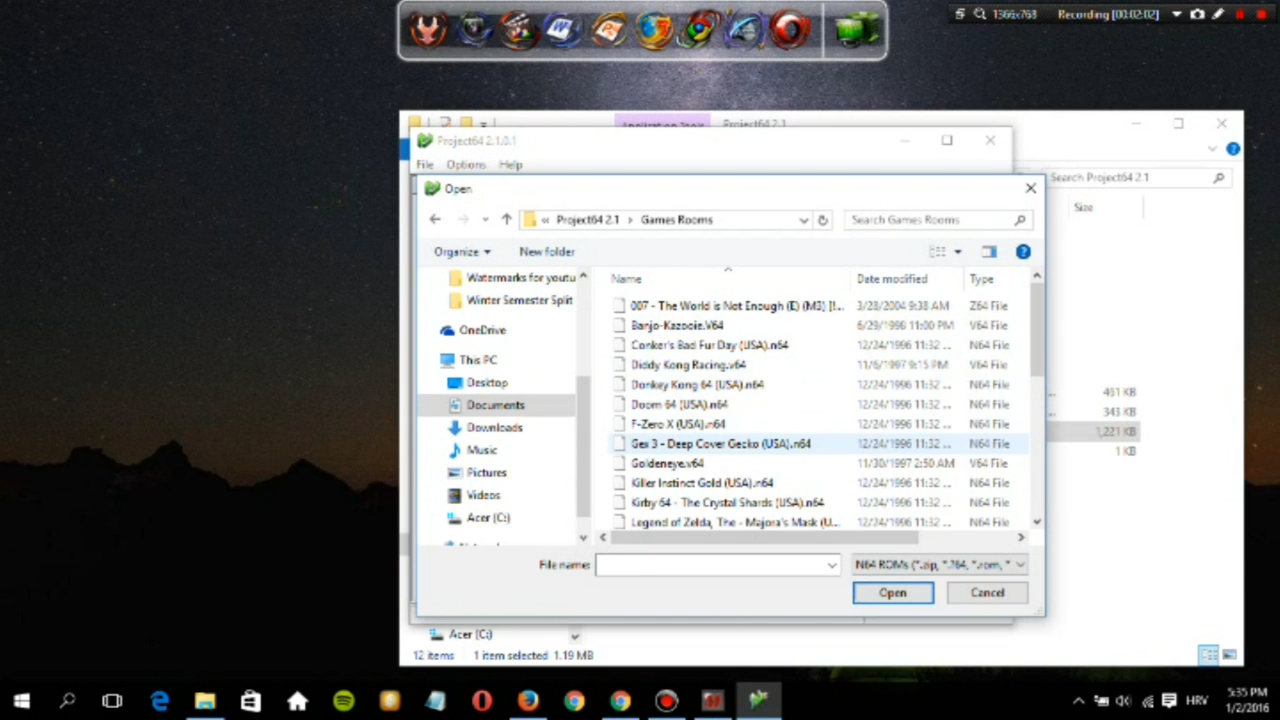 1366x768 Recording [00:02:02]
Application Tools Project64 2.1
Project64 2.1.0.1
File Options Help
Search Project64 2.1
Open
« Project64 2.1 › Games Rooms
Search Games Rooms
Size
Organize New folder
Watermarks for youtu
Winter Semester Split
OneDrive
This PC
Desktop
Documents
Downloads
Music
Pictures
Videos
Acer (C:)
Name Date modified Type
007 - The World is Not Enough (E) (M3) [!... 3/28/2004 9:38 AM Z64 File
Banjo-Kazooie.V64 6/29/1998 11:00 PM V64 File
Conker's Bad Fur Day (USA).n64 12/24/1996 11:32 ... N64 File
Diddy Kong Racing.v64 11/6/1997 9:15 PM V64 File
Donkey Kong 64 (USA).n64 12/24/1996 11:32 ... N64 File
Doom 64 (USA).n64 12/24/1996 11:32 ... N64 File
F-Zero X (USA).n64 12/24/1996 11:32 ... N64 File
Gex 3 - Deep Cover Gecko (USA).n64 12/24/1996 11:32 ... N64 File
Goldeneye.v64 11/30/1997 2:50 AM V64 File
Killer Instinct Gold (USA).n64 12/24/1996 11:32 ... N64 File
Kirby 64 - The Crystal Shards (USA).n64 12/24/1996 11:32 ... N64 File
Legend of Zelda, The - Majora's Mask (U... 12/24/1996 11:32 ... N64 File
451 KB
343 KB
1,221 KB
1 KB
File name: N64 ROMs (*.zip, *.?64, *.rom, *
Open Cancel
Acer (C:)
12 items 1 item selected 1.19 MB
HRV
5:35 PM
1/2/2016